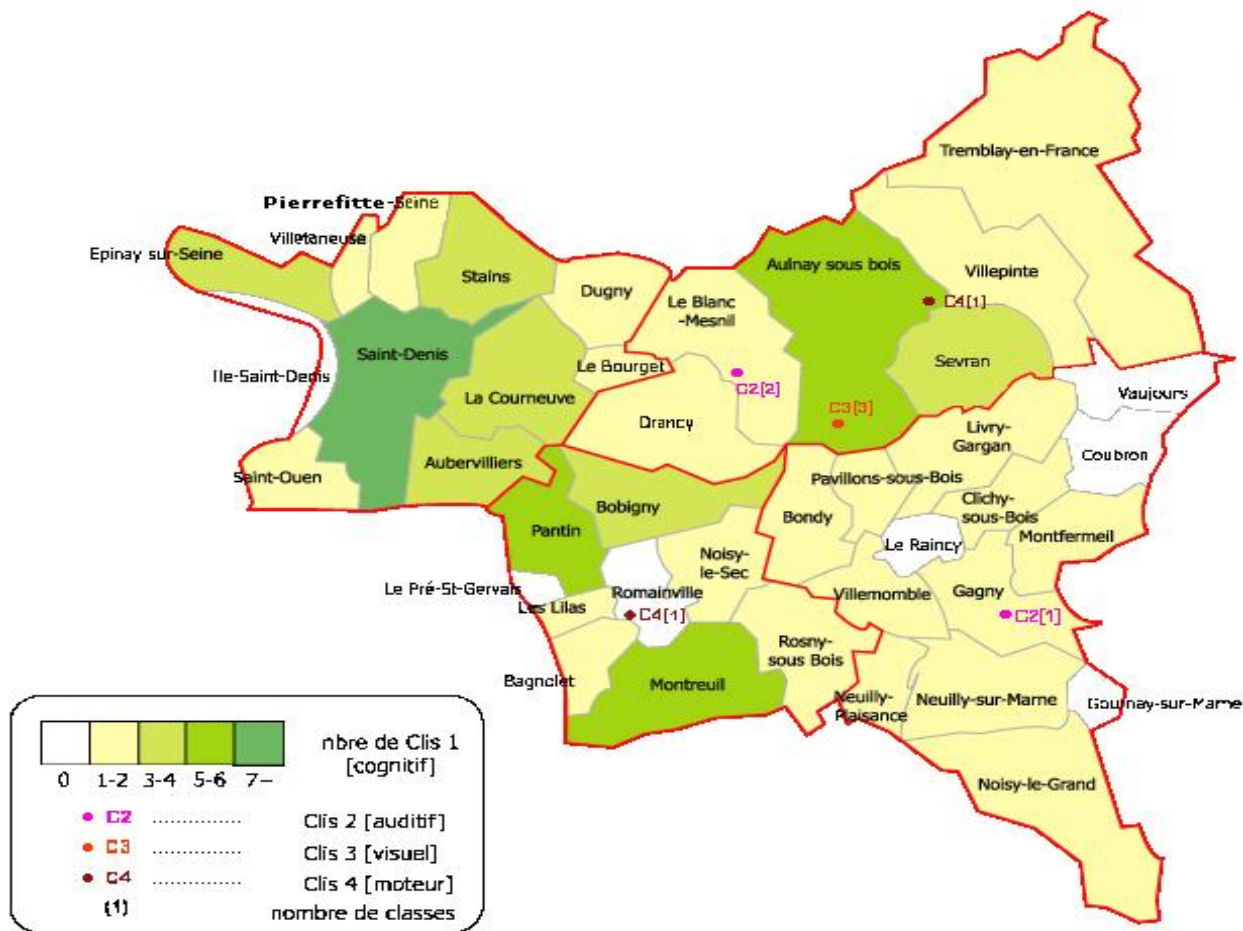 Tremblay-en-France
Pierrefitte-Seine
Villetaneuse
Epinay sur-Seine
Stains
Aulnay sous bois
Villepinte
Dugny
Le Blanc
-Mesnil
C4[1]
Saint-Denis
Le Bourget
Sevran
Ile-Saint-Denis
C2[2]
Vaujours
La Courneuve
C3[3]
Drancy
Livry-
Gargan
Coubron
Saint-Ouen
Aubervilliers
Pavillons-sous-Bois
Bobigny
Clichy-
sous-Bois
Pantin
Bondy
Montfermeil
Le Raincy
Noisy-
le-Sec
Le Pré-St-Gervais
Romainville
Villemomble
Gagny
Les Lilas
C4[1]
C2[1]
Rosny-
sous Bois
Bagnolet
Montreuil
Neuilly-
Plaisance
Neuilly-sur-Marne
Gournay-sur-Marne
Noisy-le-Grand
nbre de Clis 1
[cognitif]
0 1-2 3-4 5-6 7–
C2 .............. Clis 2 [auditif]
C3 .............. Clis 3 [visuel]
C4 .............. Clis 4 [moteur]
(1) nombre de classes